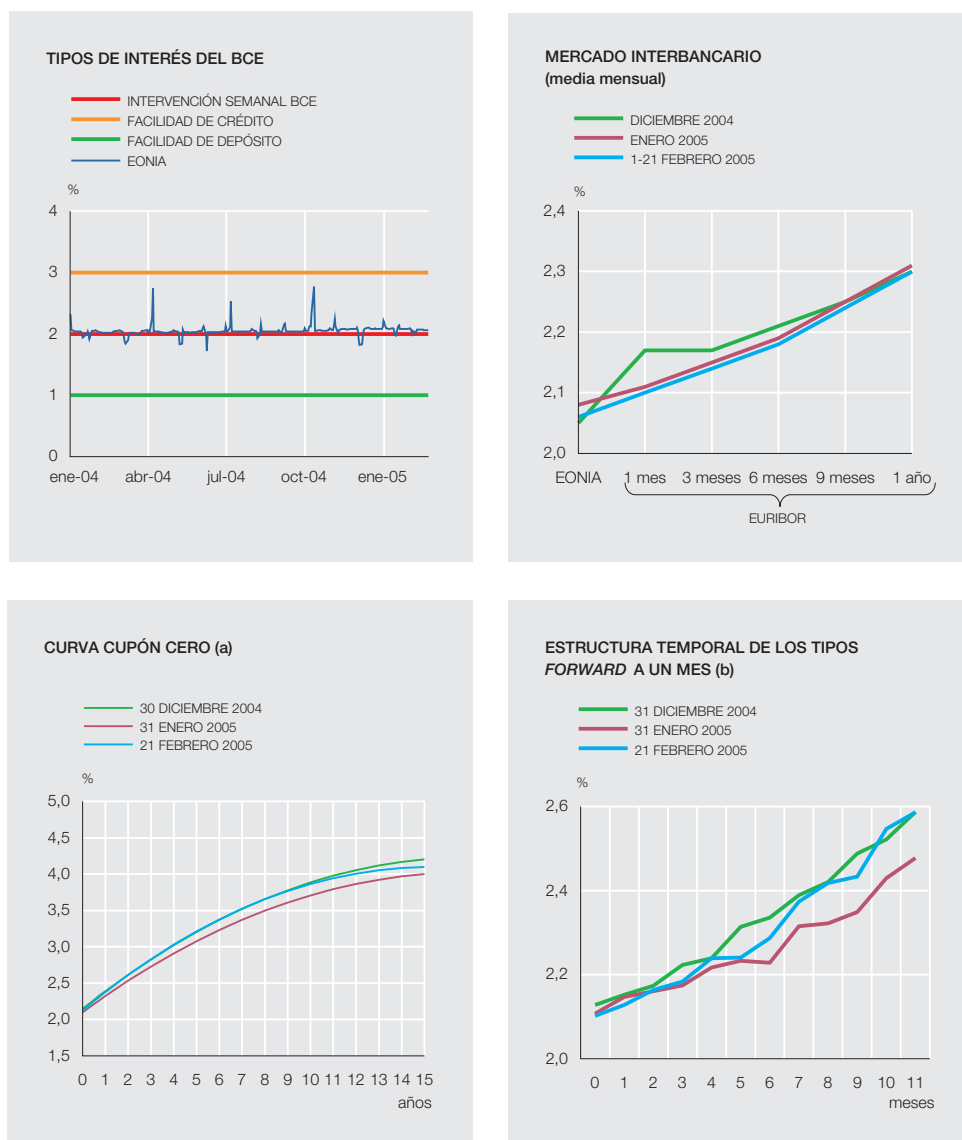 TIPOS DE INTERÉS DEL BCE
INTERVENCIÓN SEMANAL BCE
FACILIDAD DE CRÉDITO
FACILIDAD DE DEPÓSITO
EONIA
%
4
3
2
1
0
ene-04 abr-04 jul-04 oct-04 ene-05
MERCADO INTERBANCARIO
(media mensual)
DICIEMBRE 2004
ENERO 2005
1-21 FEBRERO 2005
%
2,4
2,3
2,2
2,1
2,0
EONIA 1 mes 3 meses 6 meses 9 meses 1 año
EURIBOR
CURVA CUPÓN CERO (a)
30 DICIEMBRE 2004
31 ENERO 2005
21 FEBRERO 2005
%
5,0
4,5
4,0
3,5
3,0
2,5
2,0
1,5
0 1 2 3 4 5 6 7 8 9 10 11 12 13 14 15
años
ESTRUCTURA TEMPORAL DE LOS TIPOS
FORWARD A UN MES (b)
31 DICIEMBRE 2004
31 ENERO 2005
21 FEBRERO 2005
%
2,6
2,4
2,2
2,0
0 1 2 3 4 5 6 7 8 9 10 11
meses